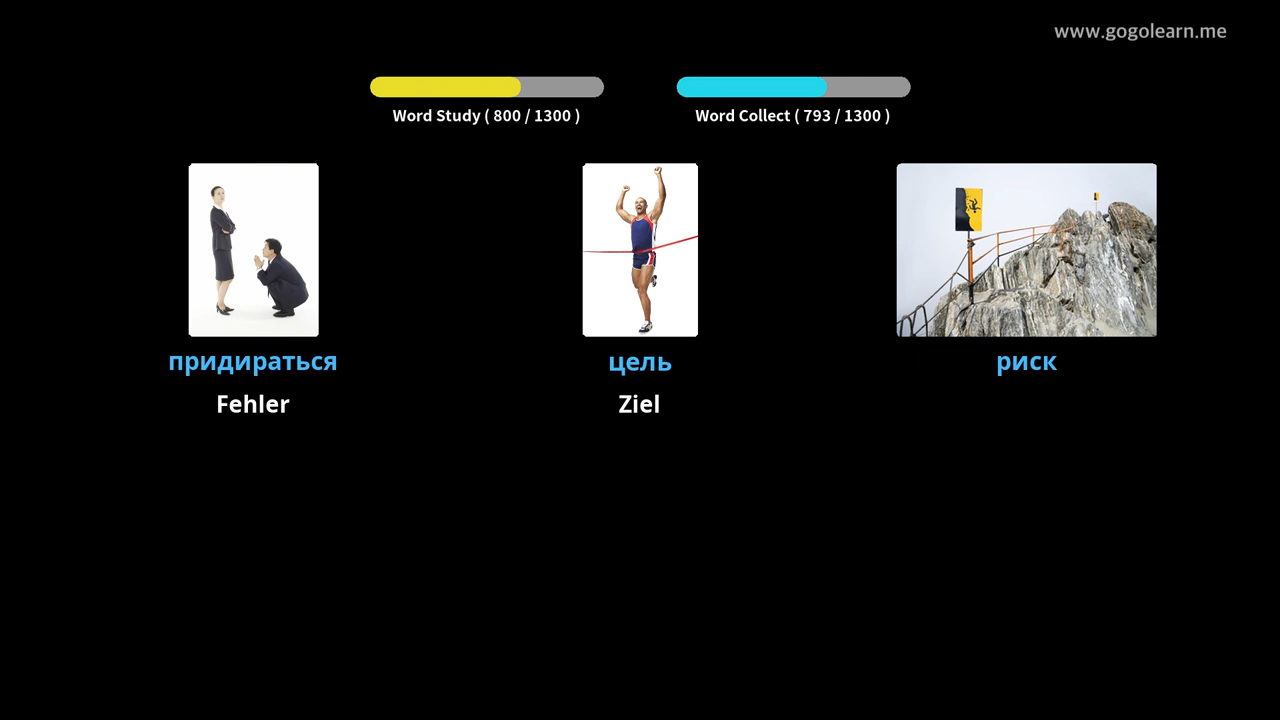 www.gogolearn.me
Word Study ( 800 / 1300 )
Word Collect ( 793 / 1300 )
придираться
цель
риск
Fehler
Ziel